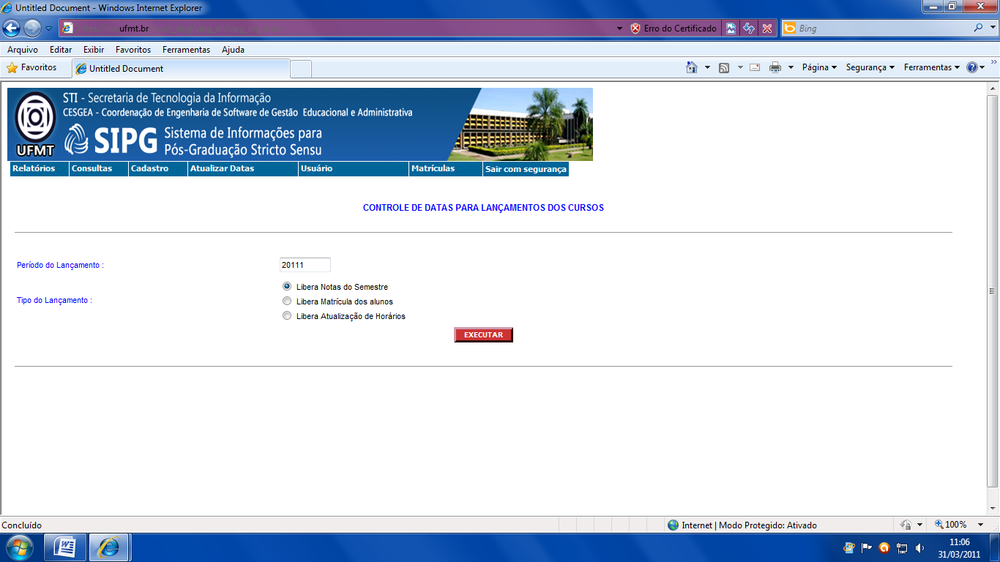 Untitled Document - Windows Internet Explorer
ufmt.br
Erro do Certificado
Bing
Arquivo Editar Exibir Favoritos Ferramentas Ajuda
Favoritos
Untitled Document
Página
Segurança
Ferramentas
STI - Secretaria de Tecnologia da Informação
CESGEA - Coordenação de Engenharia de Software de Gestão Educacional e Administrativa
UFMT
SIPG
Sistema de Informações para
Pós-Graduação Stricto Sensu
Relatórios Consultas Cadastro Atualizar Datas Usuário Matrículas Sair com segurança
CONTROLE DE DATAS PARA LANÇAMENTOS DOS CURSOS
Período do Lançamento : 20111
Tipo do Lançamento :
Libera Notas do Semestre
Libera Matrícula dos alunos
Libera Atualização de Horários
EXECUTAR
Concluído
Internet | Modo Protegido: Ativado
100%
11:06
31/03/2011